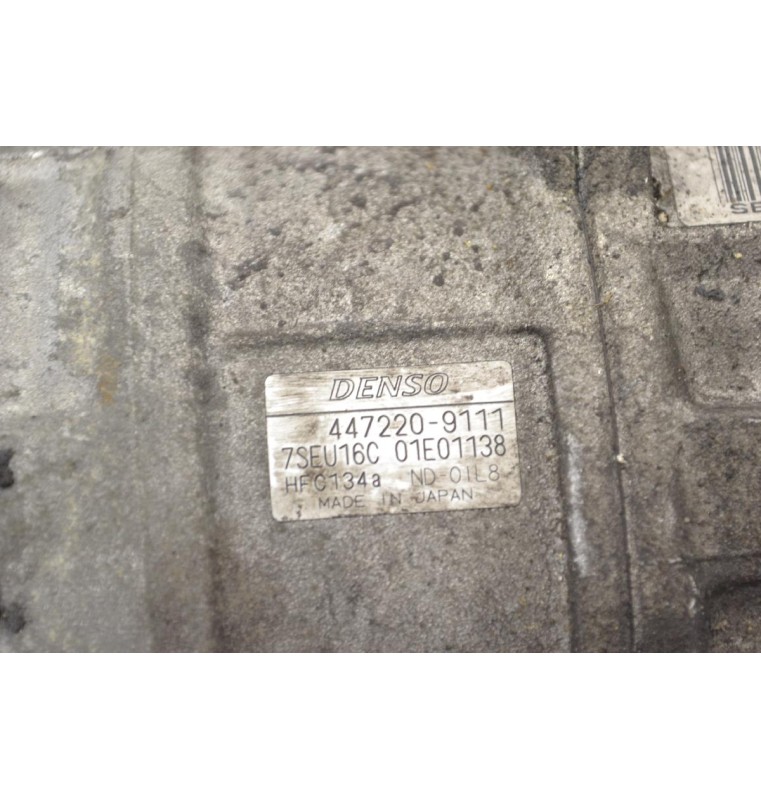 DENSO
447220-9111
7SEU16C 01E01138
HFC134a ND-OIL8
MADE IN JAPAN